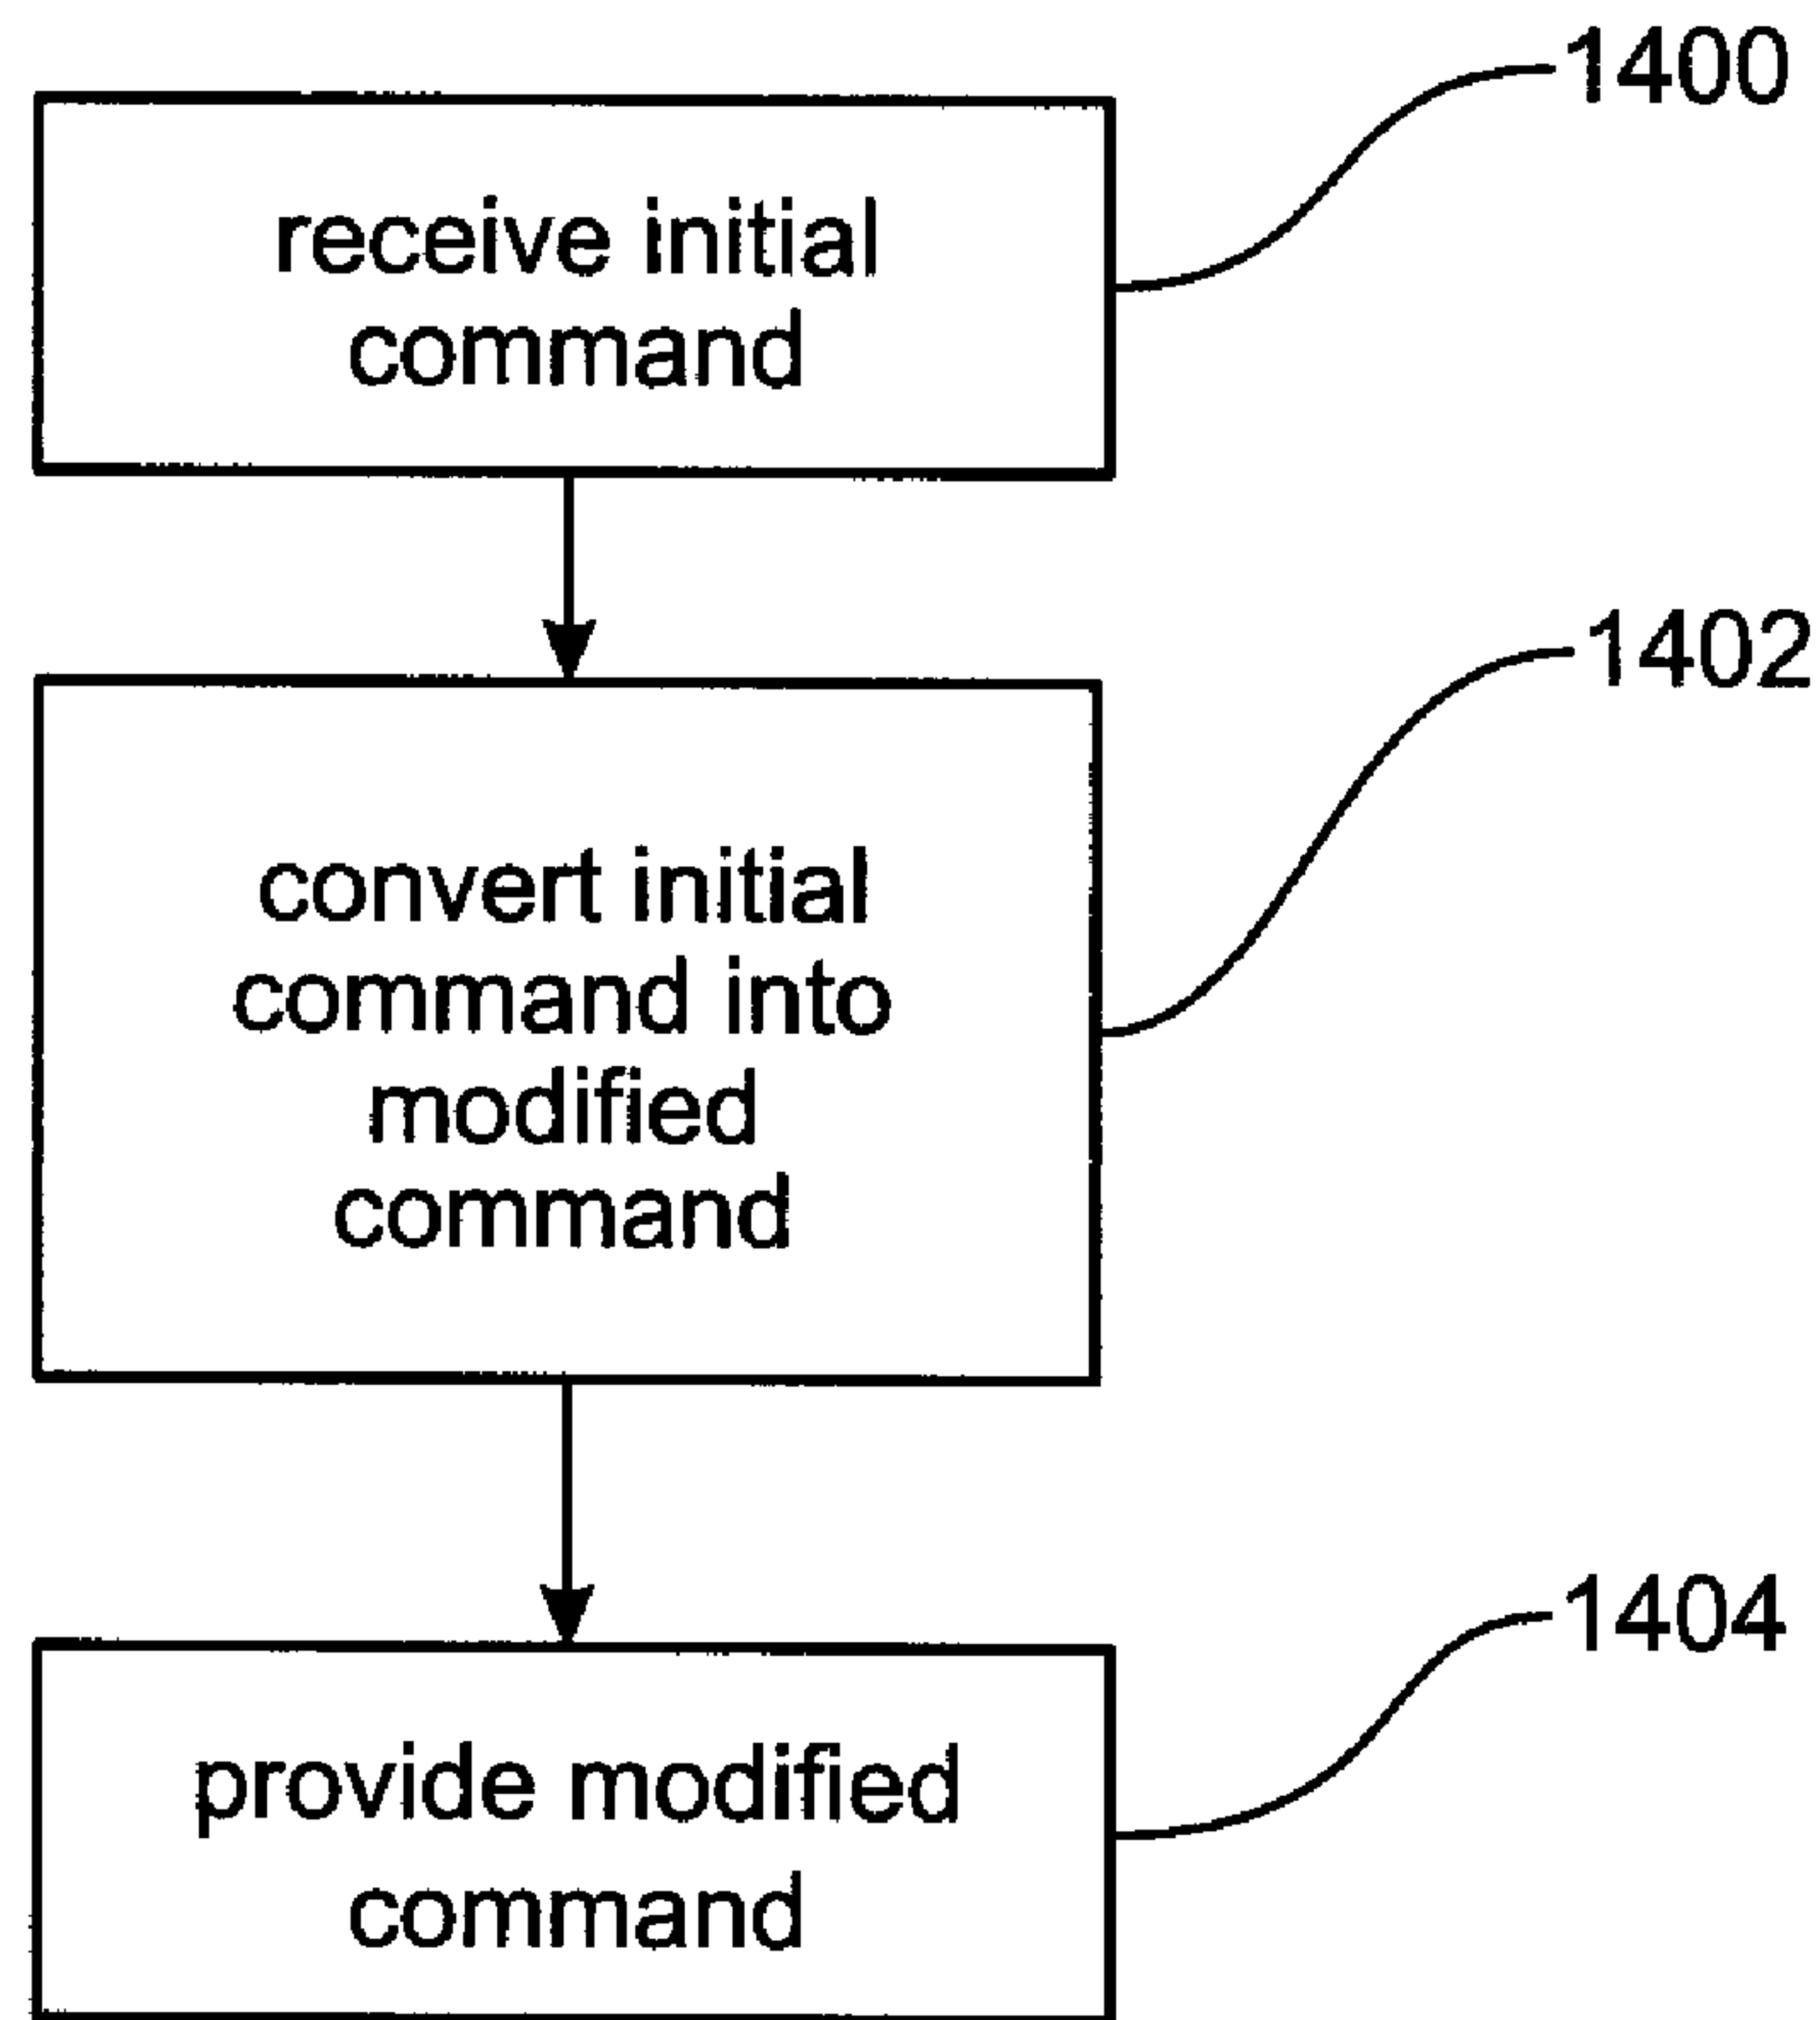 1400
receive initial
command
1402
convert initial
command into
modified
command
1404
provide modified
command